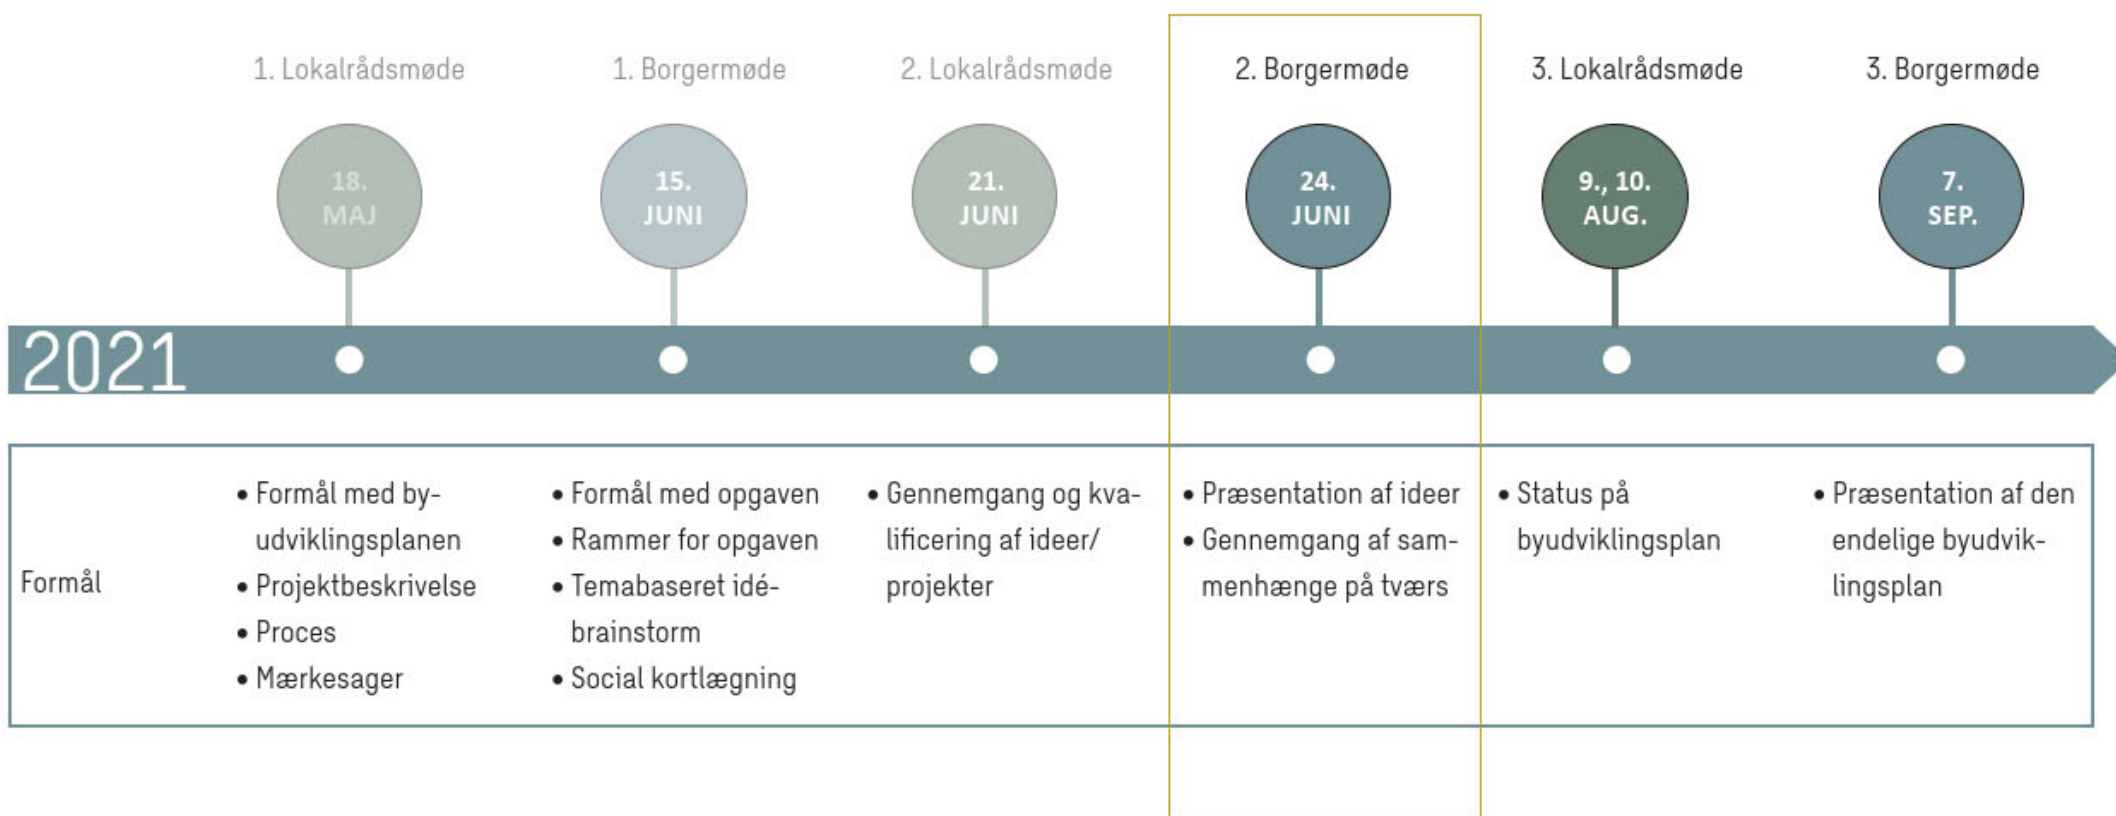 1. Lokalrådsmøde
1. Borgermøde
2. Lokalrådsmøde
2. Borgermøde
3. Lokalrådsmøde
3. Borgermøde
18.
MAJ
15.
JUNI
21.
JUNI
24.
JUNI
9., 10.
AUG.
7.
SEP.
2021
Formål
• Formål med by-
udviklingsplanen
• Projektbeskrivelse
• Proces
• Mærkesager
• Formål med opgaven
• Rammer for opgaven
• Temabaseret idé-
brainstorm
• Social kortlægning
• Gennemgang og kva-
lificering af ideer/
projekter
• Præsentation af ideer
• Gennemgang af sam-
menhænge på tværs
• Status på
byudviklingsplan
• Præsentation af den
endelige byudvik-
lingsplan